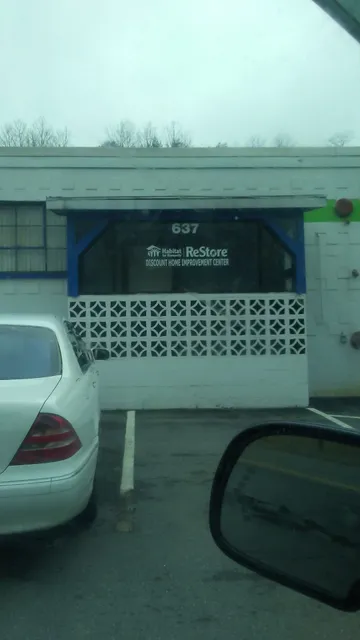 637
Habitat for Humanity ReStore
DISCOUNT HOME IMPROVEMENT CENTER